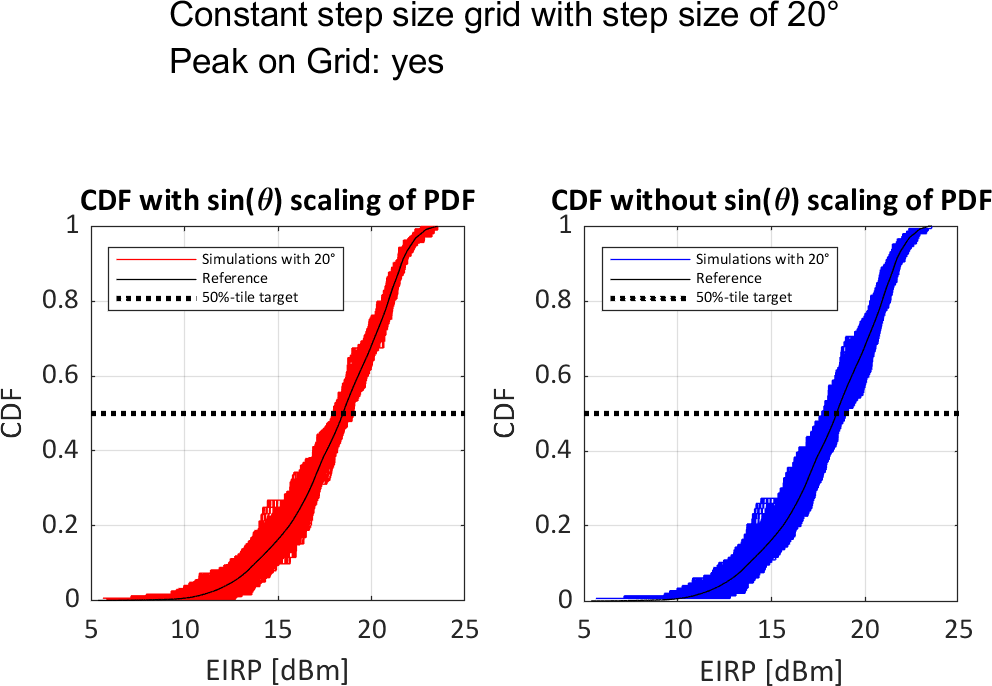 Constant step size grid with step size of 20°
Peak on Grid: yes
CDF with sin(θ) scaling of PDF
1
0.8
0.6
0.4
0.2
0
CDF
Simulations with 20°
Reference
50%-tile target
5
10
15
20
25
EIRP [dBm]
CDF without sin(θ) scaling of PDF
1
0.8
0.6
0.4
0.2
0
CDF
Simulations with 20°
Reference
50%-tile target
5
10
15
20
25
EIRP [dBm]